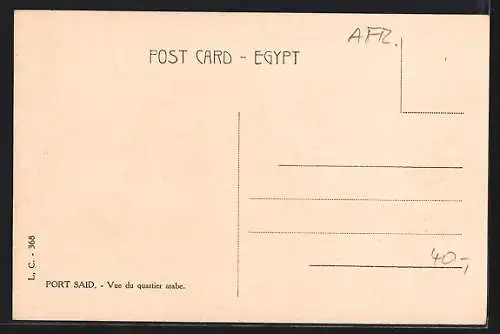 AFR.
POST CARD - EGYPT
L. C. - 368
40-,
PORT SAID. - Vue du quartier arabe.